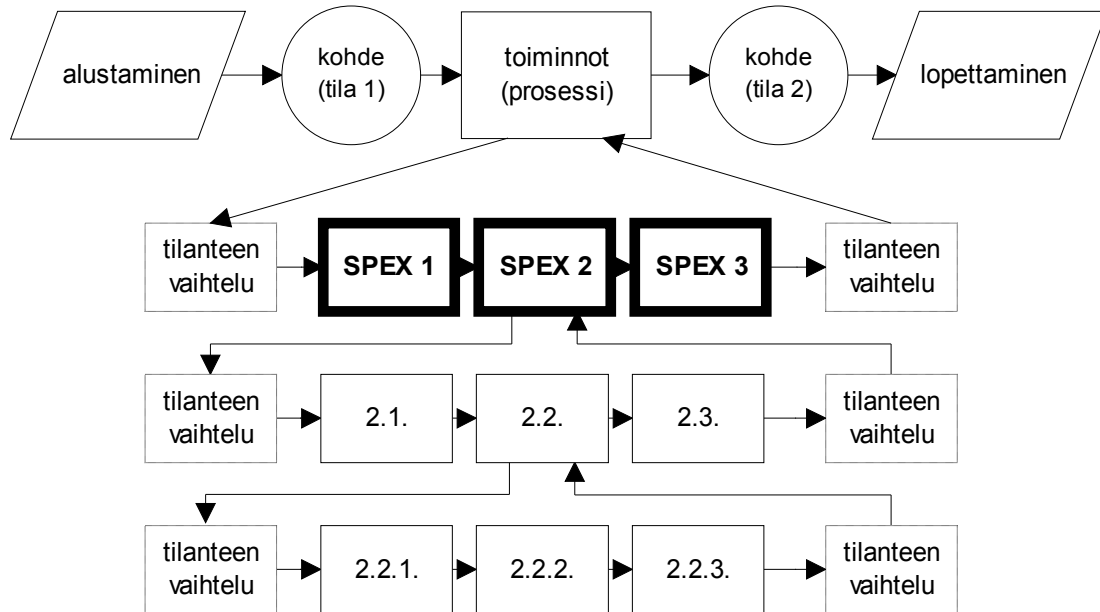 alustaminen
kohde
(tila 1)
toiminnot
(prosessi)
kohde
(tila 2)
lopettaminen
tilanteen
vaihtelu
SPEX 1
SPEX 2
SPEX 3
tilanteen
vaihtelu
tilanteen
vaihtelu
2.1.
2.2.
2.3.
tilanteen
vaihtelu
tilanteen
vaihtelu
2.2.1.
2.2.2.
2.2.3.
tilanteen
vaihtelu